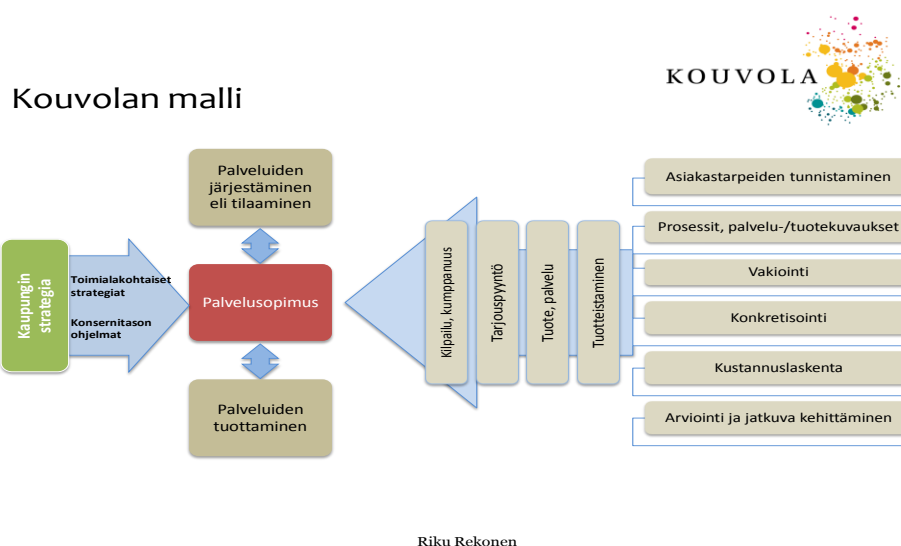 KOUVOLA
Kouvolan malli
Kaupungin
strategia
Toimialakohtaiset
strategiat
Konsernitason
ohjelmat
Palveluiden
järjestäminen
eli tilaaminen
Palvelusopimus
Palveluiden
tuottaminen
Kilpailu, kumppanuus
Tarjouspyyntö
Tuote, palvelu
Tuotteistaminen
Asiakastarpeiden tunnistaminen
Prosessit, palvelu-/tuotekuvaukset
Vakiointi
Konkretisointi
Kustannuslaskenta
Arviointi ja jatkuva kehittäminen
Riku Rekonen